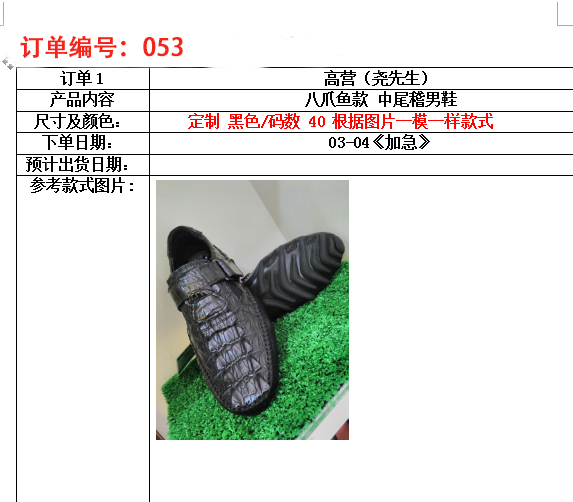 订单编号：053
订单1 高营（尧先生）
产品内容 八爪鱼款 中尾稽男鞋
尺寸及颜色： 定制 黑色/码数 40 根据图片一模一样款式
下单日期： 03-04《加急》
预计出货日期：
参考款式图片：